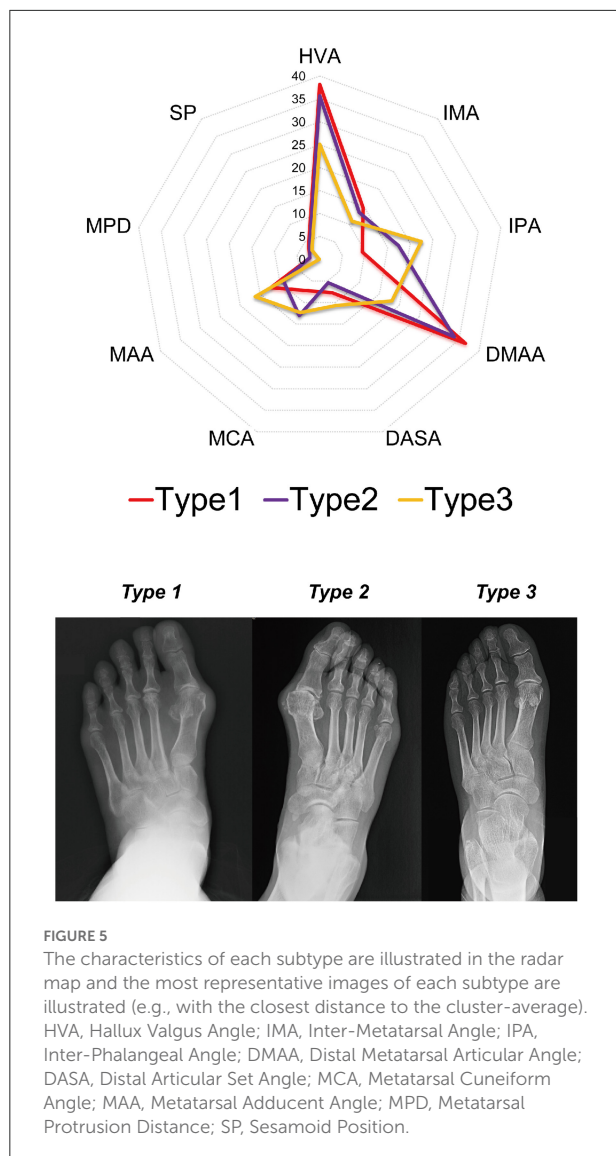 HVA
40
35
30
25
20
15
10
5
0
IMA
IPA
DMAA
DASA
MCA
MAA
MPD
SP
Type1 Type2 Type3
Type 1 Type 2 Type 3
FIGURE 5
The characteristics of each subtype are illustrated in the radar
map and the most representative images of each subtype are
illustrated (e.g., with the closest distance to the cluster-average).
HVA, Hallux Valgus Angle; IMA, Inter-Metatarsal Angle; IPA,
Inter-Phalangeal Angle; DMAA, Distal Metatarsal Articular Angle;
DASA, Distal Articular Set Angle; MCA, Metatarsal Cuneiform
Angle; MAA, Metatarsal Adducent Angle; MPD, Metatarsal
Protrusion Distance; SP, Sesamoid Position.